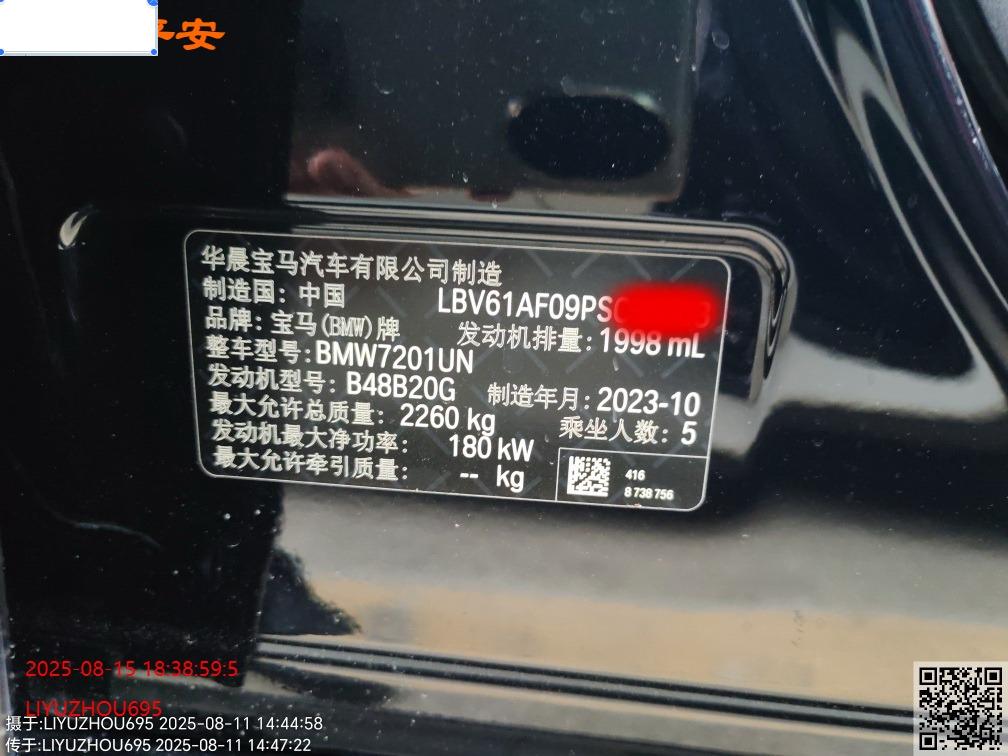 平安
华晨宝马汽车有限公司制造
制造国：中国
LBV61AF09PS
品牌：宝马(BMW)牌
发动机排量：1998 mL
整车型号：BMW7201UN
发动机型号：B48B20G
制造年月：2023-10
最大允许总质量：2260 kg
乘坐人数：5
发动机最大净功率：180 kW
最大允许牵引质量：-- kg
416
8 738 756
2025-08-15 18:38:59:5
LIYUZHOU695
摄于:LIYUZHOU695 2025-08-11 14:44:58
传于:LIYUZHOU695 2025-08-11 14:47:22